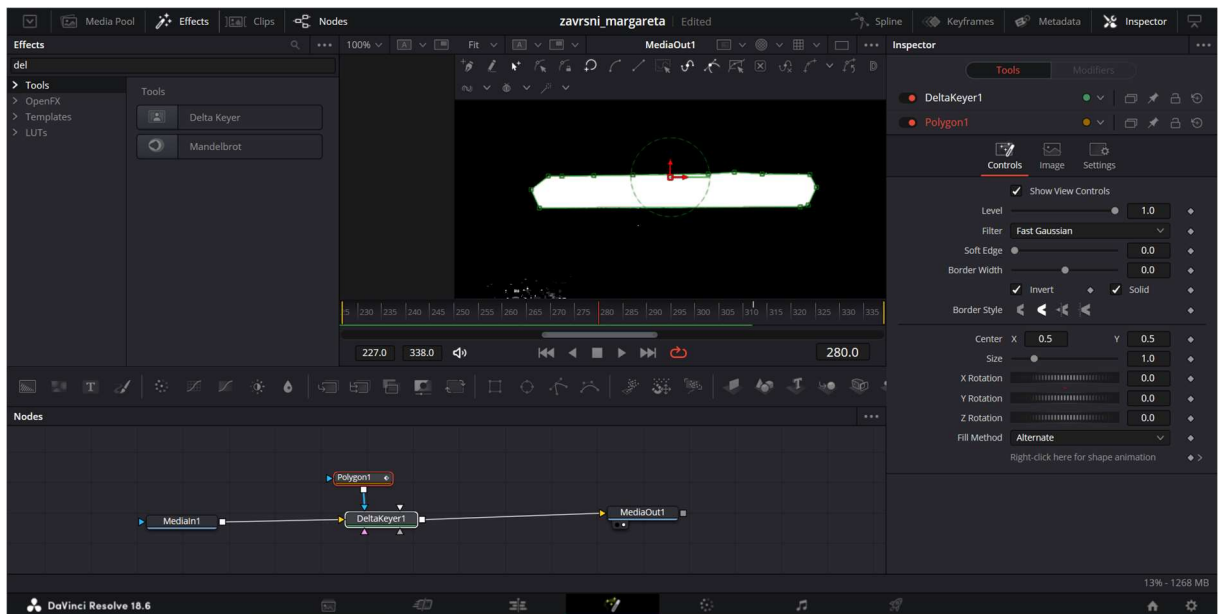 Media Pool Effects Clips Nodes zavrsni_margareta Edited Spline Keyframes Metadata Inspector
Effects 100% Fit MediaOut1 Inspector
del
Tools
OpenFX
Templates
LUTs
Tools
Delta Keyer
Mandelbrot
Tools Modifiers
DeltaKeyer1
Polygon1
Controls Image Settings
Show View Controls
Level 1.0
Filter Fast Gaussian
Soft Edge 0.0
Border Width 0.0
Invert Solid
Border Style
Center X 0.5 Y 0.5
Size 1.0
X Rotation 0.0
Y Rotation 0.0
Z Rotation 0.0
Fill Method Alternate
Right-click here for shape animation
230 235 240 245 250 255 260 265 270 275 280 285 290 295 300 305 310 315 320 325 330 335
227.0 338.0 280.0
Nodes
Polygon1
MediaIn1 DeltaKeyer1 MediaOut1
13% - 1268 MB
DaVinci Resolve 18.6